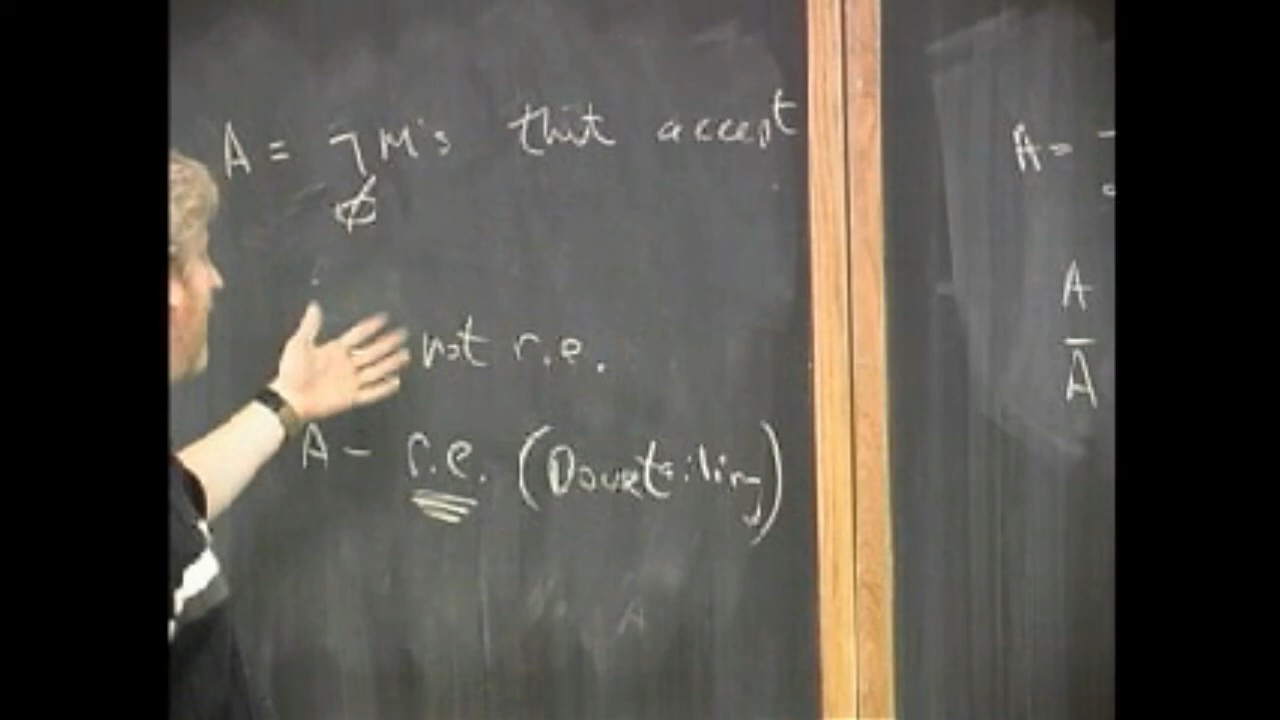 A = TM's that accept
∅
not r.e.
A - r.e. (Dovetailing)
A =
A
A̅